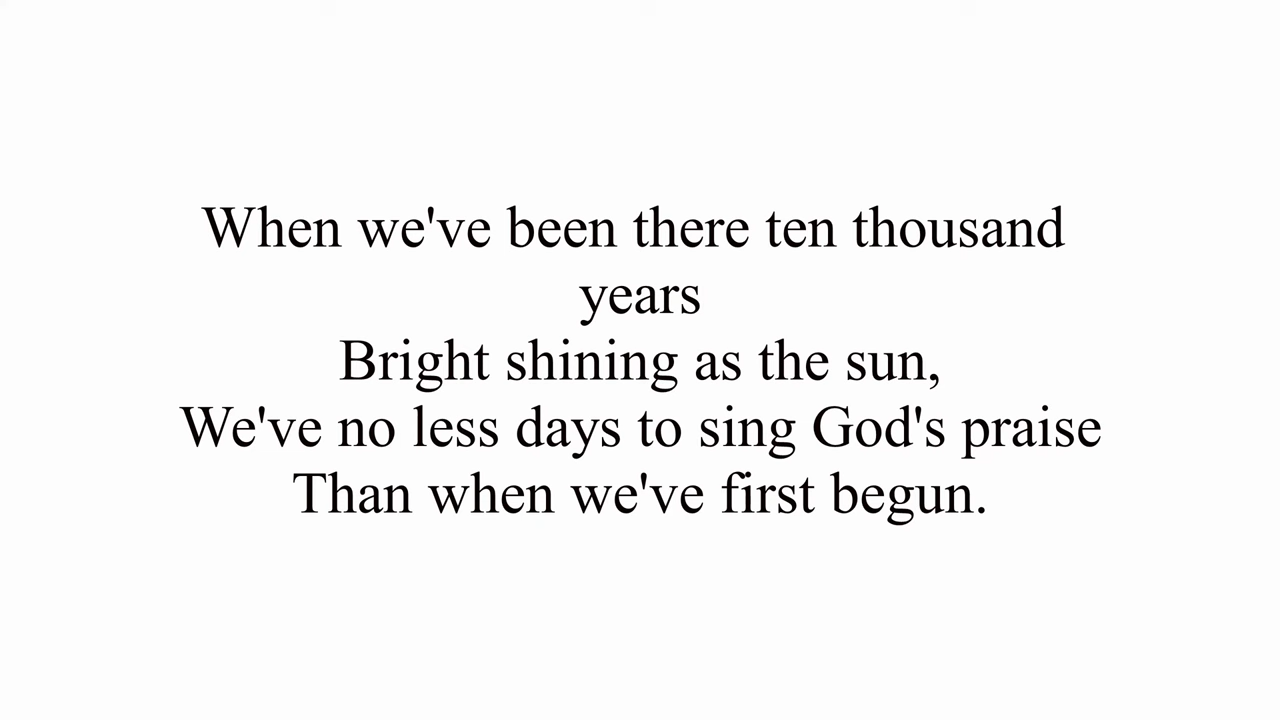 When we've been there ten thousand
years
Bright shining as the sun,
We've no less days to sing God's praise
Than when we've first begun.